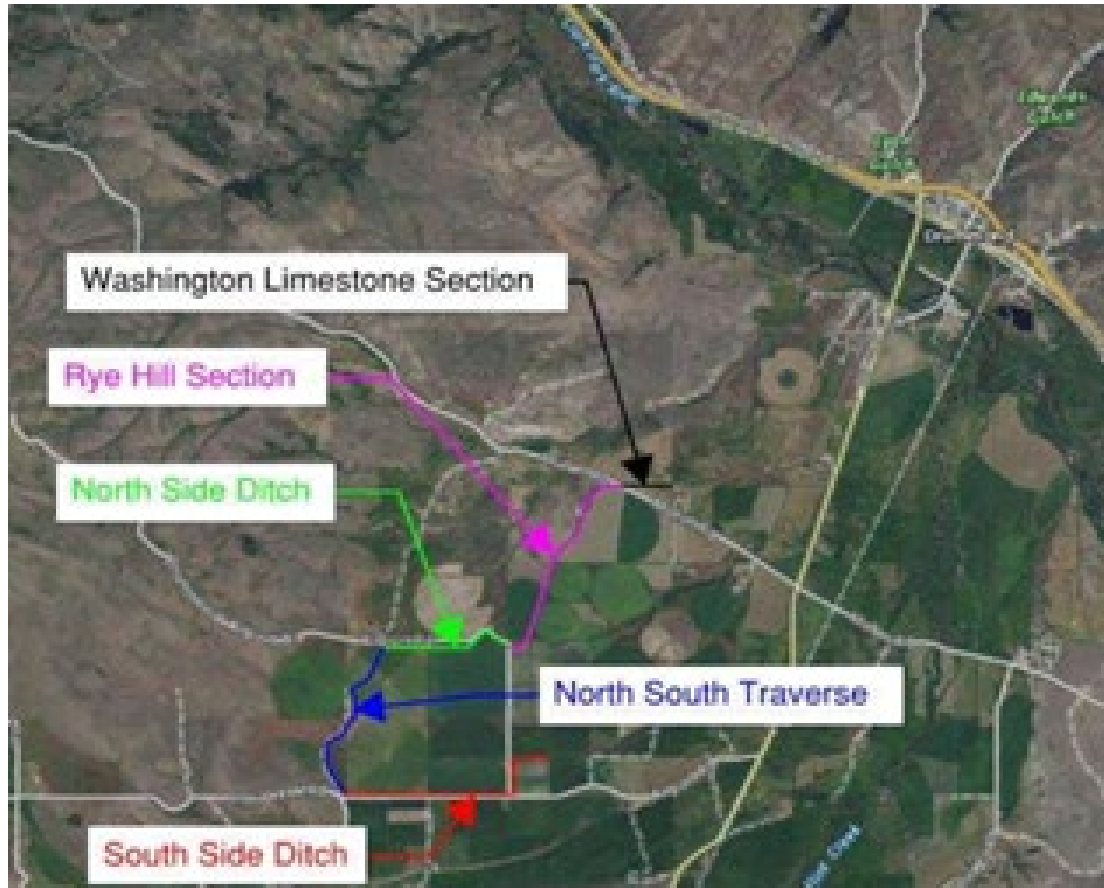 Washington Limestone Section
Rye Hill Section
North Side Ditch
North South Traverse
South Side Ditch